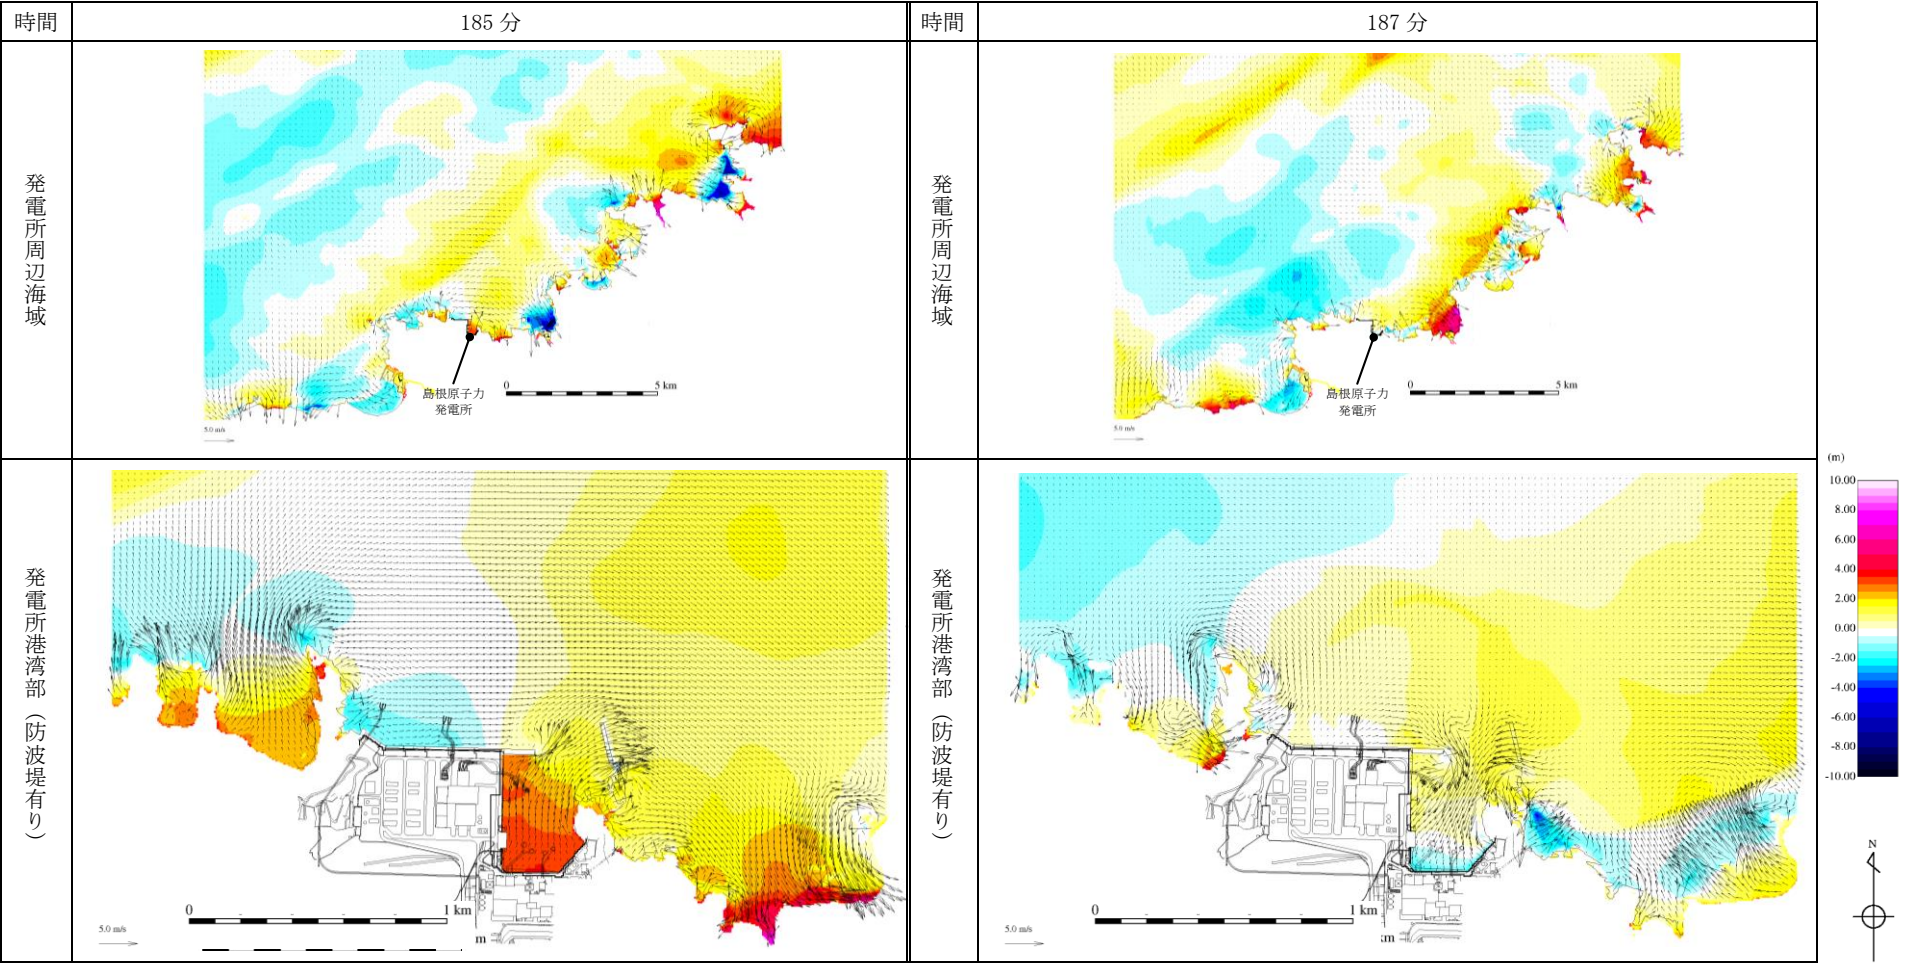 時間
185 分
時間
187 分
発電所周辺海域
島根原子力
発電所
0
5 km
5.0 m/s
発電所周辺海域
島根原子力
発電所
0
5 km
5.0 m/s
発電所港湾部（防波堤有り）
0
1 km
5.0 m/s
m
発電所港湾部（防波堤有り）
0
1 km
5.0 m/s
:m
(m)
10.00
8.00
6.00
4.00
2.00
0.00
-2.00
-4.00
-6.00
-8.00
-10.00
N